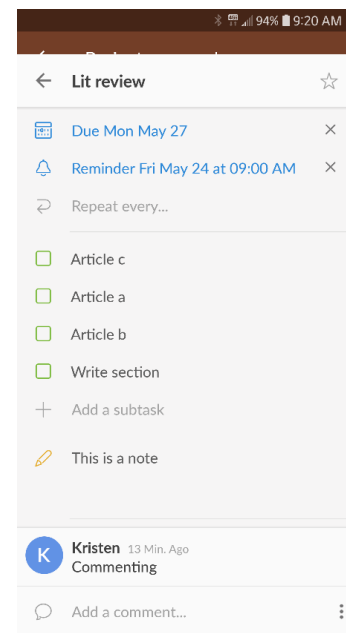 94% 9:20 AM
Lit review
Due Mon May 27
Reminder Fri May 24 at 09:00 AM
Repeat every...
Article c
Article a
Article b
Write section
Add a subtask
This is a note
K
Kristen 13 Min. Ago
Commenting
Add a comment...